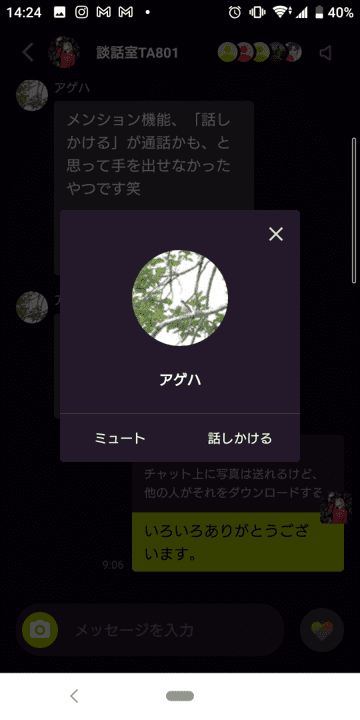 14:24
40%
談話室TA801
アゲハ
メンション機能、「話し
かける」が通話かも、と
思って手を出せなかった
やつです笑
アゲハ
ミュート
話しかける
チャット上に写真は送れるけど、
他の人がそれをダウンロードする
いろいろありがとうござ
います。
9:06
メッセージを入力